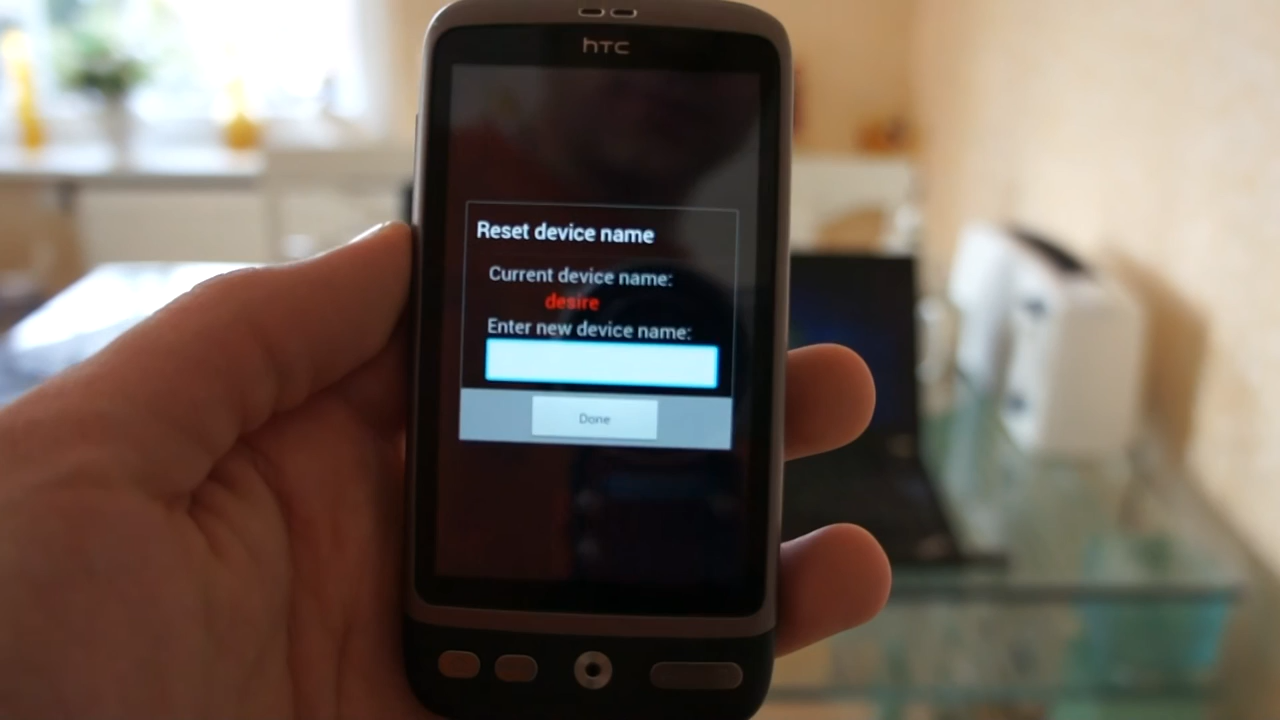 hTC
Reset device name
Current device name:
desire
Enter new device name:
Done